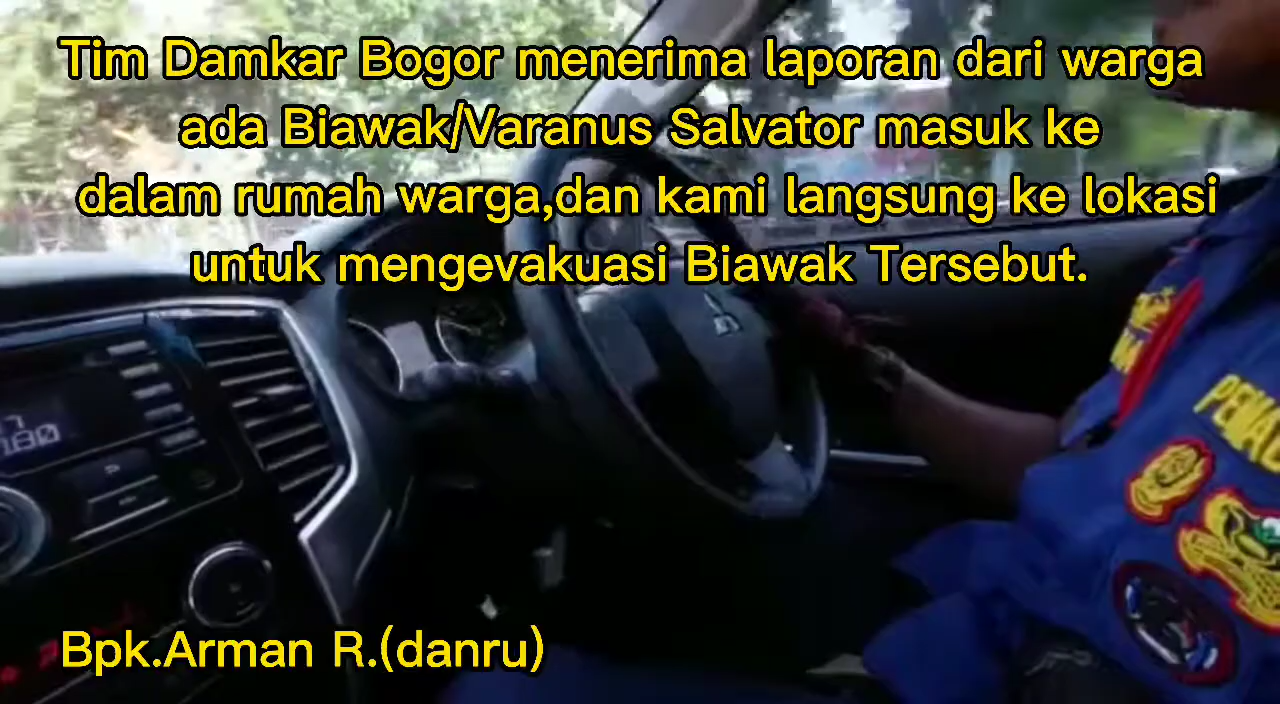 Tim Damkar Bogor menerima laporan dari warga
ada Biawak/Varanus Salvator masuk ke
dalam rumah warga,dan kami langsung ke lokasi
untuk mengevakuasi Biawak Tersebut.
Bpk.Arman R.(danru)